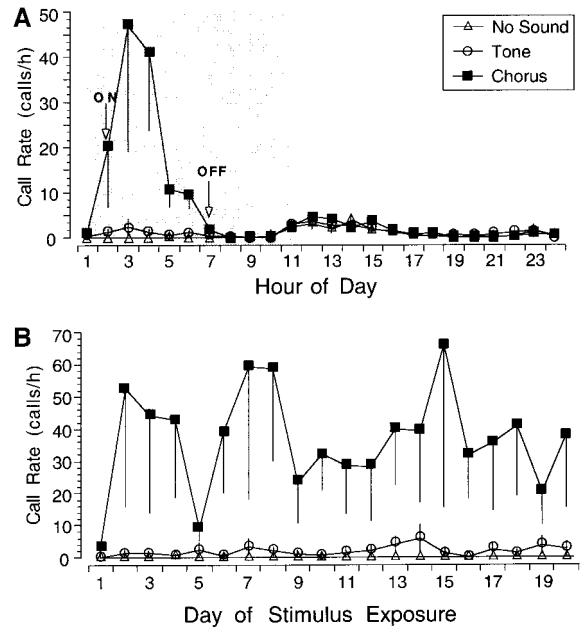 A
Call Rate (calls/h)
50
40
30
20
10
0
ON
OFF
No Sound
Tone
Chorus
1 3 5 7 9 11 13 15 17 19 21 23
Hour of Day
B
Call Rate (calls/h)
70
60
50
40
30
20
10
0
1 3 5 7 9 11 13 15 17 19
Day of Stimulus Exposure